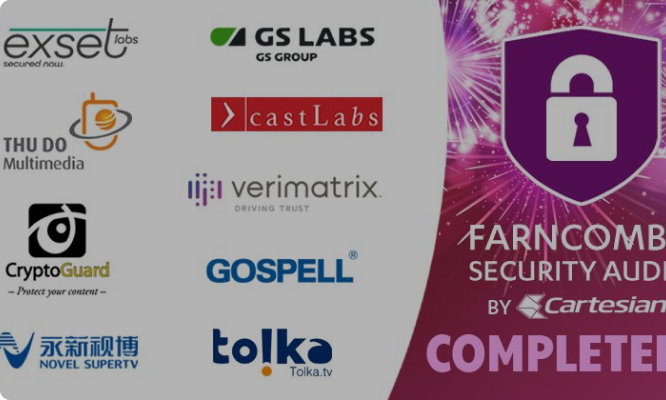 exset labs
secured now.
GS LABS
GS GROUP
THU DO
Multimedia
castLabs
verimatrix™
DRIVING TRUST
CryptoGuard
– Protect your content –
GOSPELL®
永新视博
NOVEL SUPERTV
tolka
Tolka.tv
FARNCOMB
SECURITY AUDI
BY Cartesian
COMPLETE